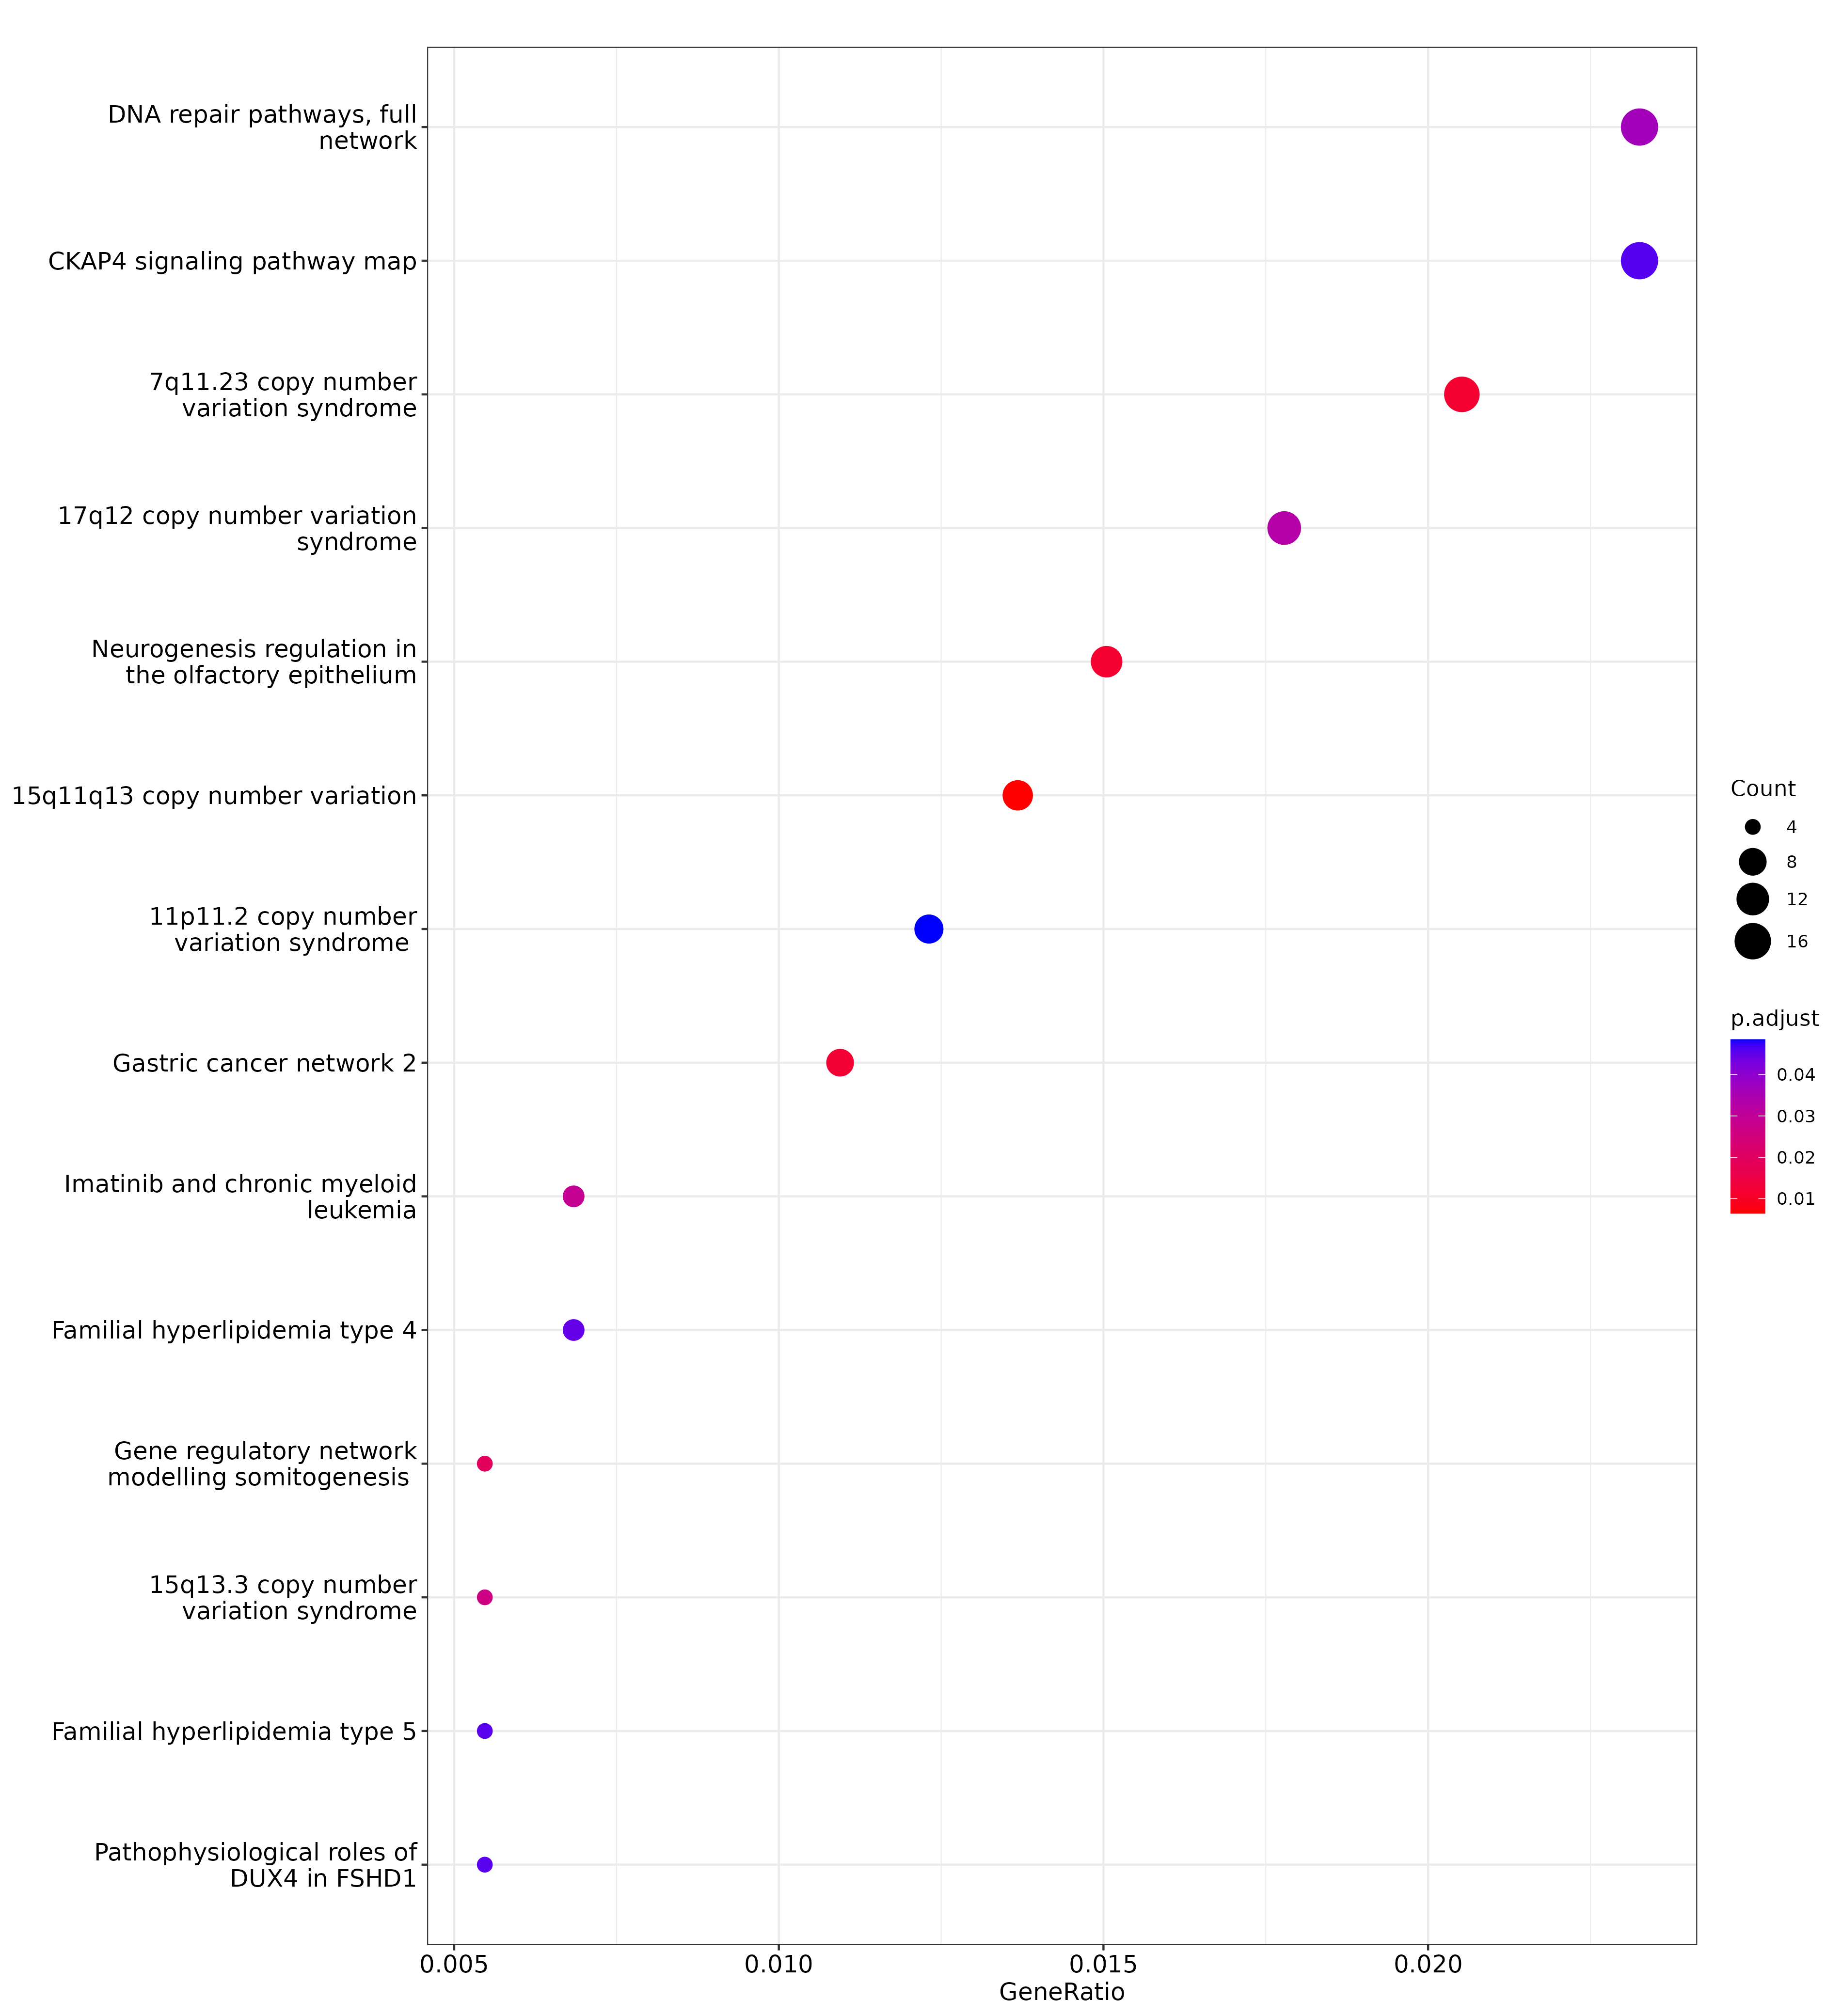 DNA repair pathways, full
network
CKAP4 signaling pathway map
7q11.23 copy number
variation syndrome
17q12 copy number variation
syndrome
Neurogenesis regulation in
the olfactory epithelium
15q11q13 copy number variation
11p11.2 copy number
variation syndrome
Gastric cancer network 2
Imatinib and chronic myeloid
leukemia
Familial hyperlipidemia type 4
Gene regulatory network
modelling somitogenesis
15q13.3 copy number
variation syndrome
Familial hyperlipidemia type 5
Pathophysiological roles of
DUX4 in FSHD1
0.005 0.010 0.015 0.020
GeneRatio
Count
4
8
12
16
p.adjust
0.04
0.03
0.02
0.01